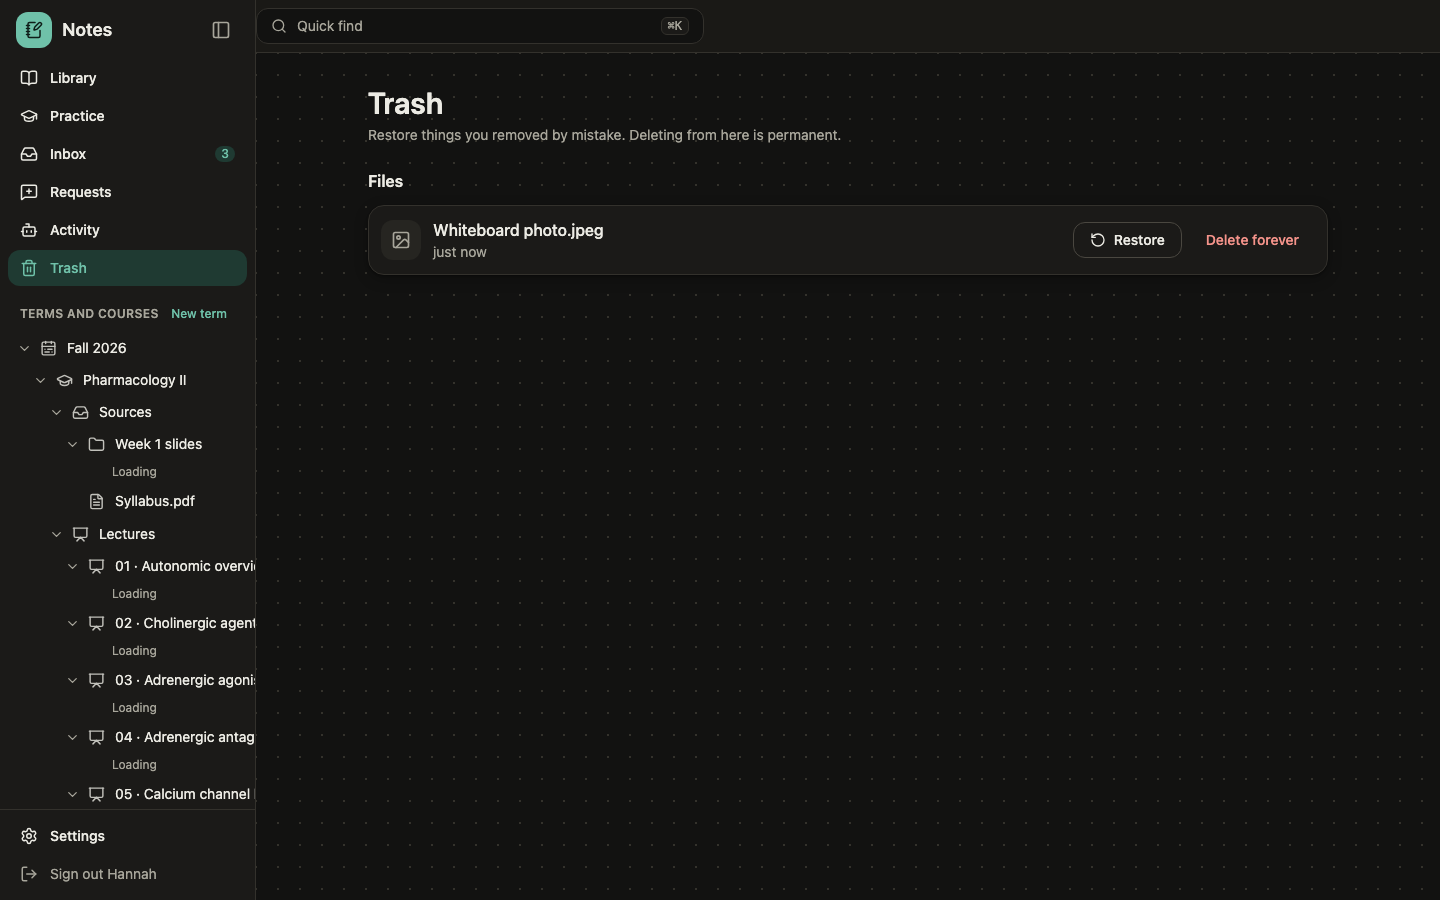 Notes
Library
Practice
Inbox 3
Requests
Activity
Trash
TERMS AND COURSES New term
Fall 2026
Pharmacology II
Sources
Week 1 slides
Loading
Syllabus.pdf
Lectures
01 · Autonomic overvi
Loading
02 · Cholinergic agent
Loading
03 · Adrenergic agonis
Loading
04 · Adrenergic antag
Loading
05 · Calcium channel
Settings
Sign out Hannah
Quick find ⌘K
Trash
Restore things you removed by mistake. Deleting from here is permanent.
Files
Whiteboard photo.jpeg
just now
Restore Delete forever